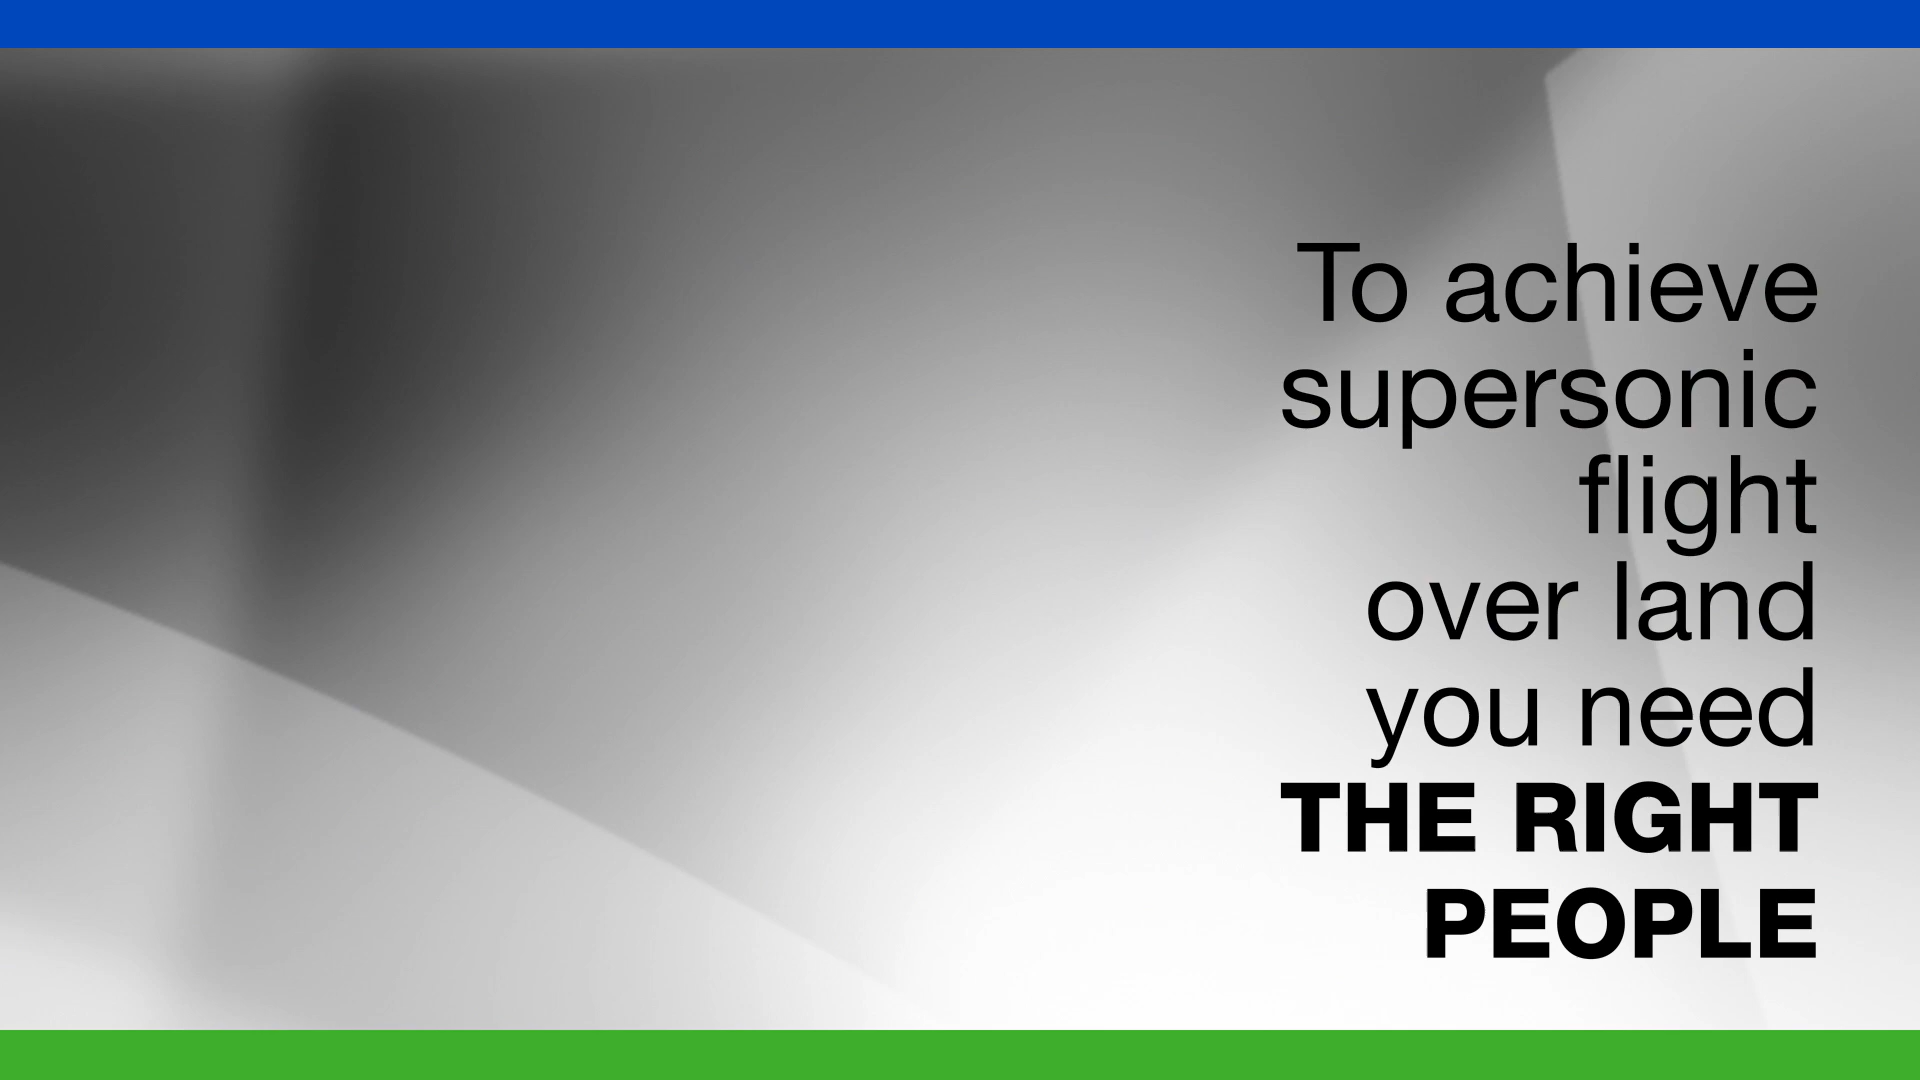 To achieve
supersonic
flight
over land
you need
THE RIGHT
PEOPLE